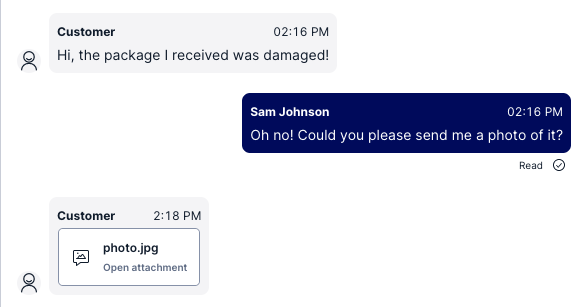 Customer 02:16 PM
Hi, the package I received was damaged!
Sam Johnson 02:16 PM
Oh no! Could you please send me a photo of it?
Read
Customer 2:18 PM
photo.jpg
Open attachment